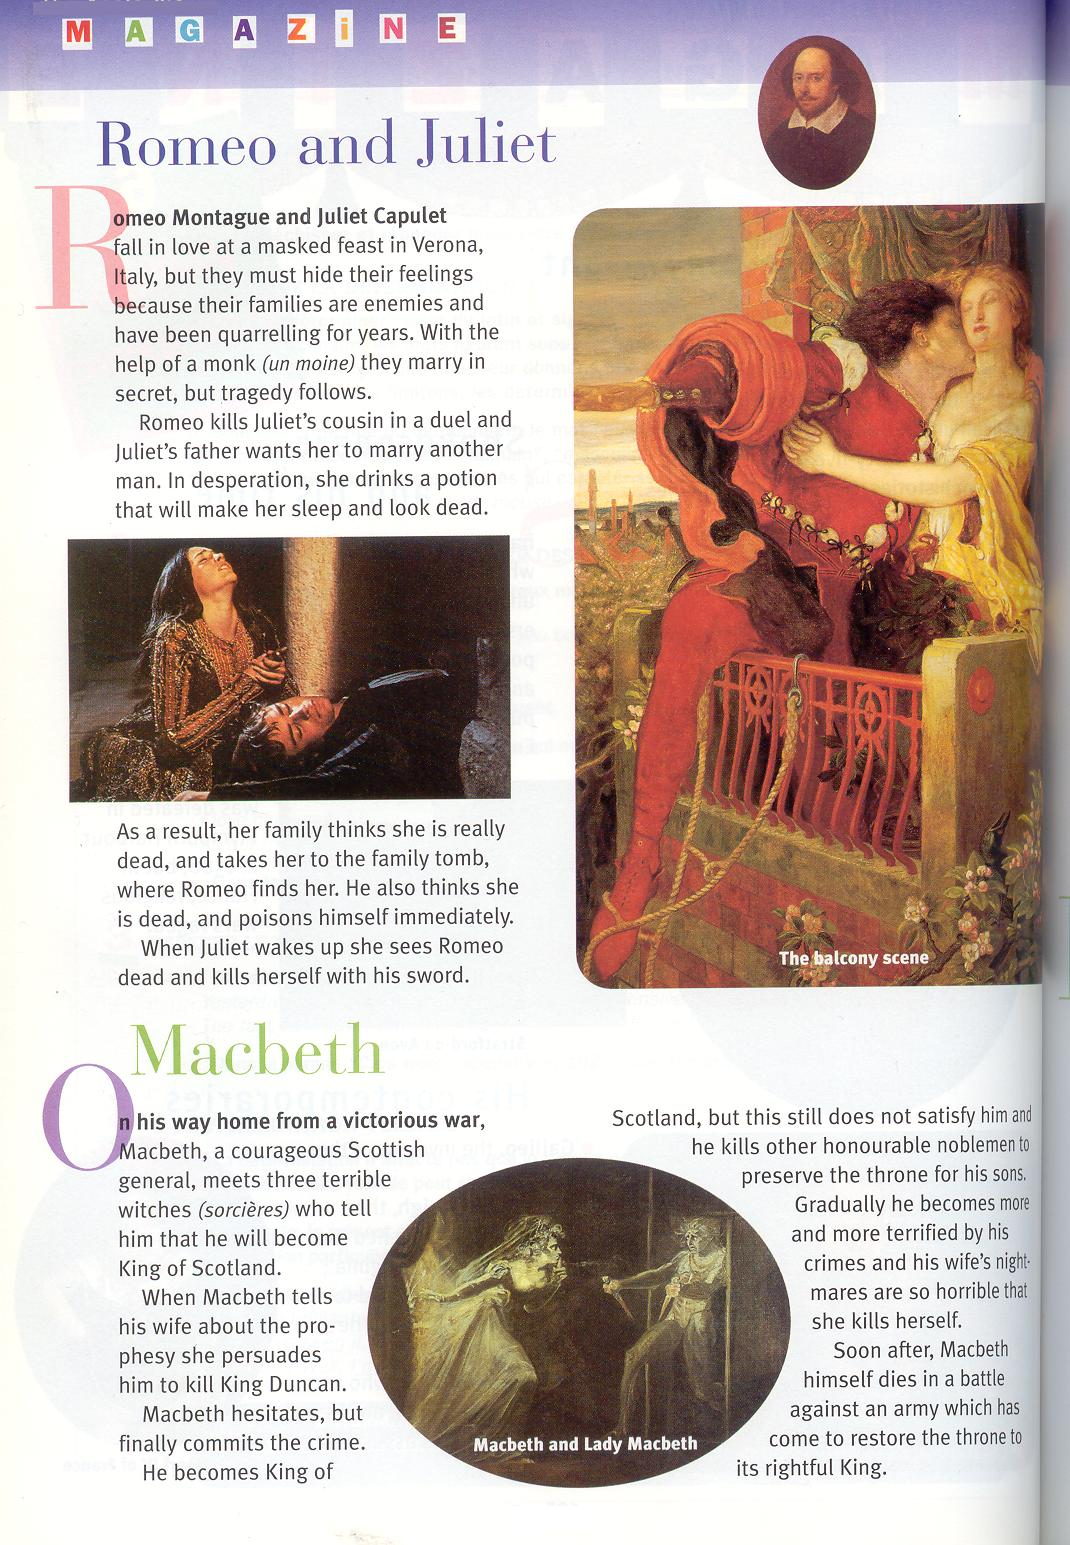 MAGAZiNE
Romeo and Juliet
Romeo Montague and Juliet Capulet
fall in love at a masked feast in Verona,
Italy, but they must hide their feelings
because their families are enemies and
have been quarrelling for years. With the
help of a monk (un moine) they marry in
secret, but tragedy follows.
Romeo kills Juliet's cousin in a duel and
Juliet's father wants her to marry another
man. In desperation, she drinks a potion
that will make her sleep and look dead.
As a result, her family thinks she is really
dead, and takes her to the family tomb,
where Romeo finds her. He also thinks she
is dead, and poisons himself immediately.
When Juliet wakes up she sees Romeo
dead and kills herself with his sword.
The balcony scene
Macbeth
On his way home from a victorious war,
Macbeth, a courageous Scottish
general, meets three terrible
witches (sorcières) who tell
him that he will become
King of Scotland.
When Macbeth tells
his wife about the pro-
phesy she persuades
him to kill King Duncan.
Macbeth hesitates, but
finally commits the crime.
He becomes King of
Macbeth and Lady Macbeth
Scotland, but this still does not satisfy him and
he kills other honourable noblemen to
preserve the throne for his sons.
Gradually he becomes more
and more terrified by his
crimes and his wife's night-
mares are so horrible that
she kills herself.
Soon after, Macbeth
himself dies in a battle
against an army which has
come to restore the throne to
its rightful King.